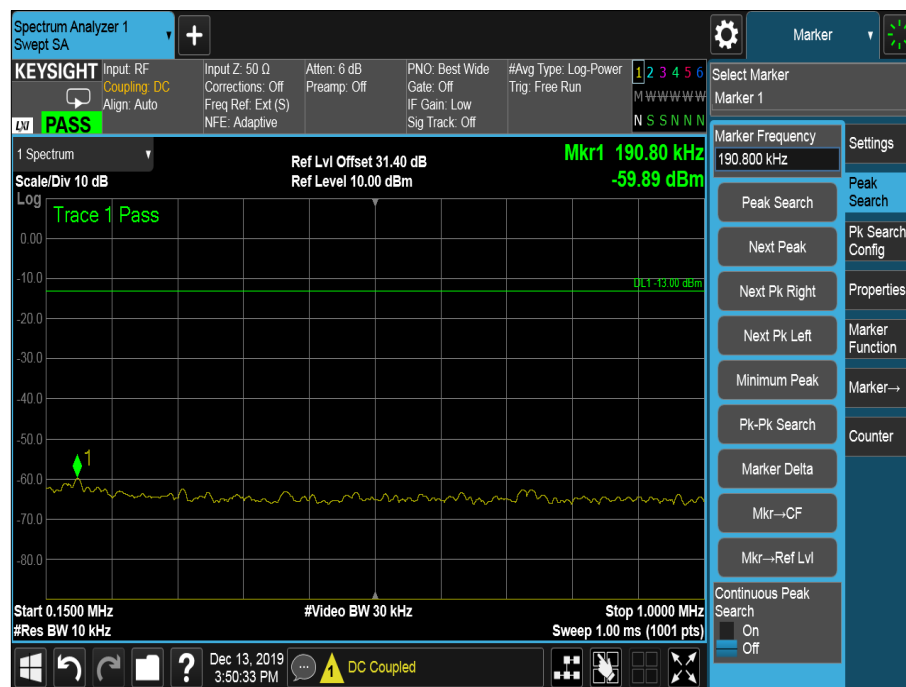 Spectrum Analyzer 1
Swept SA
+
Marker
KEYSIGHT
Input: RF
Coupling: DC
Align: Auto
Input Z: 50 Ω
Corrections: Off
Freq Ref: Ext (S)
NFE: Adaptive
Atten: 6 dB
Preamp: Off
PNO: Best Wide
Gate: Off
IF Gain: Low
Sig Track: Off
#Avg Type: Log-Power
Trig: Free Run
1 2 3 4 5 6
M W W W W W
N S S N N N
LXI PASS
Select Marker
Marker 1
1 Spectrum
Scale/Div 10 dB
Ref Lvl Offset 31.40 dB
Ref Level 10.00 dBm
Mkr1 190.80 kHz
-59.89 dBm
Log
Trace 1 Pass
0.00
-10.0
DL1 -13.00 dBm
-20.0
-30.0
-40.0
-50.0
1
-60.0
-70.0
-80.0
Start 0.1500 MHz
#Res BW 10 kHz
#Video BW 30 kHz
Stop 1.0000 MHz
Sweep 1.00 ms (1001 pts)
Marker Frequency
190.800 kHz
Peak Search
Next Peak
Next Pk Right
Next Pk Left
Minimum Peak
Pk-Pk Search
Marker Delta
Mkr→CF
Mkr→Ref Lvl
Continuous Peak
Search
On
Off
Settings
Peak
Search
Pk Search
Config
Properties
Marker
Function
Marker→
Counter
?
Dec 13, 2019
3:50:33 PM
1
DC Coupled